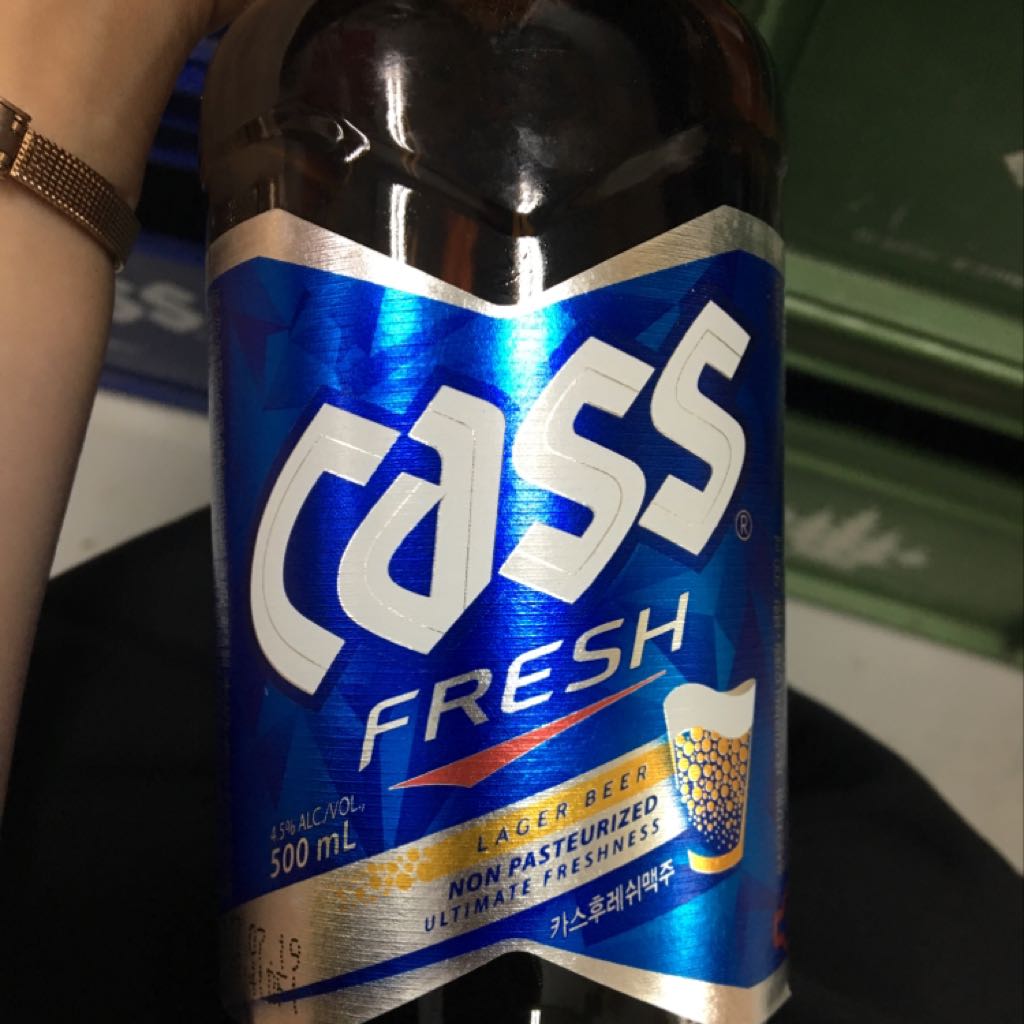 CASS
®
FRESH
4.5% ALC/VOL.,
500 mL
LAGER BEER
NON PASTEURIZED
ULTIMATE FRESHNESS
카스후레쉬맥주